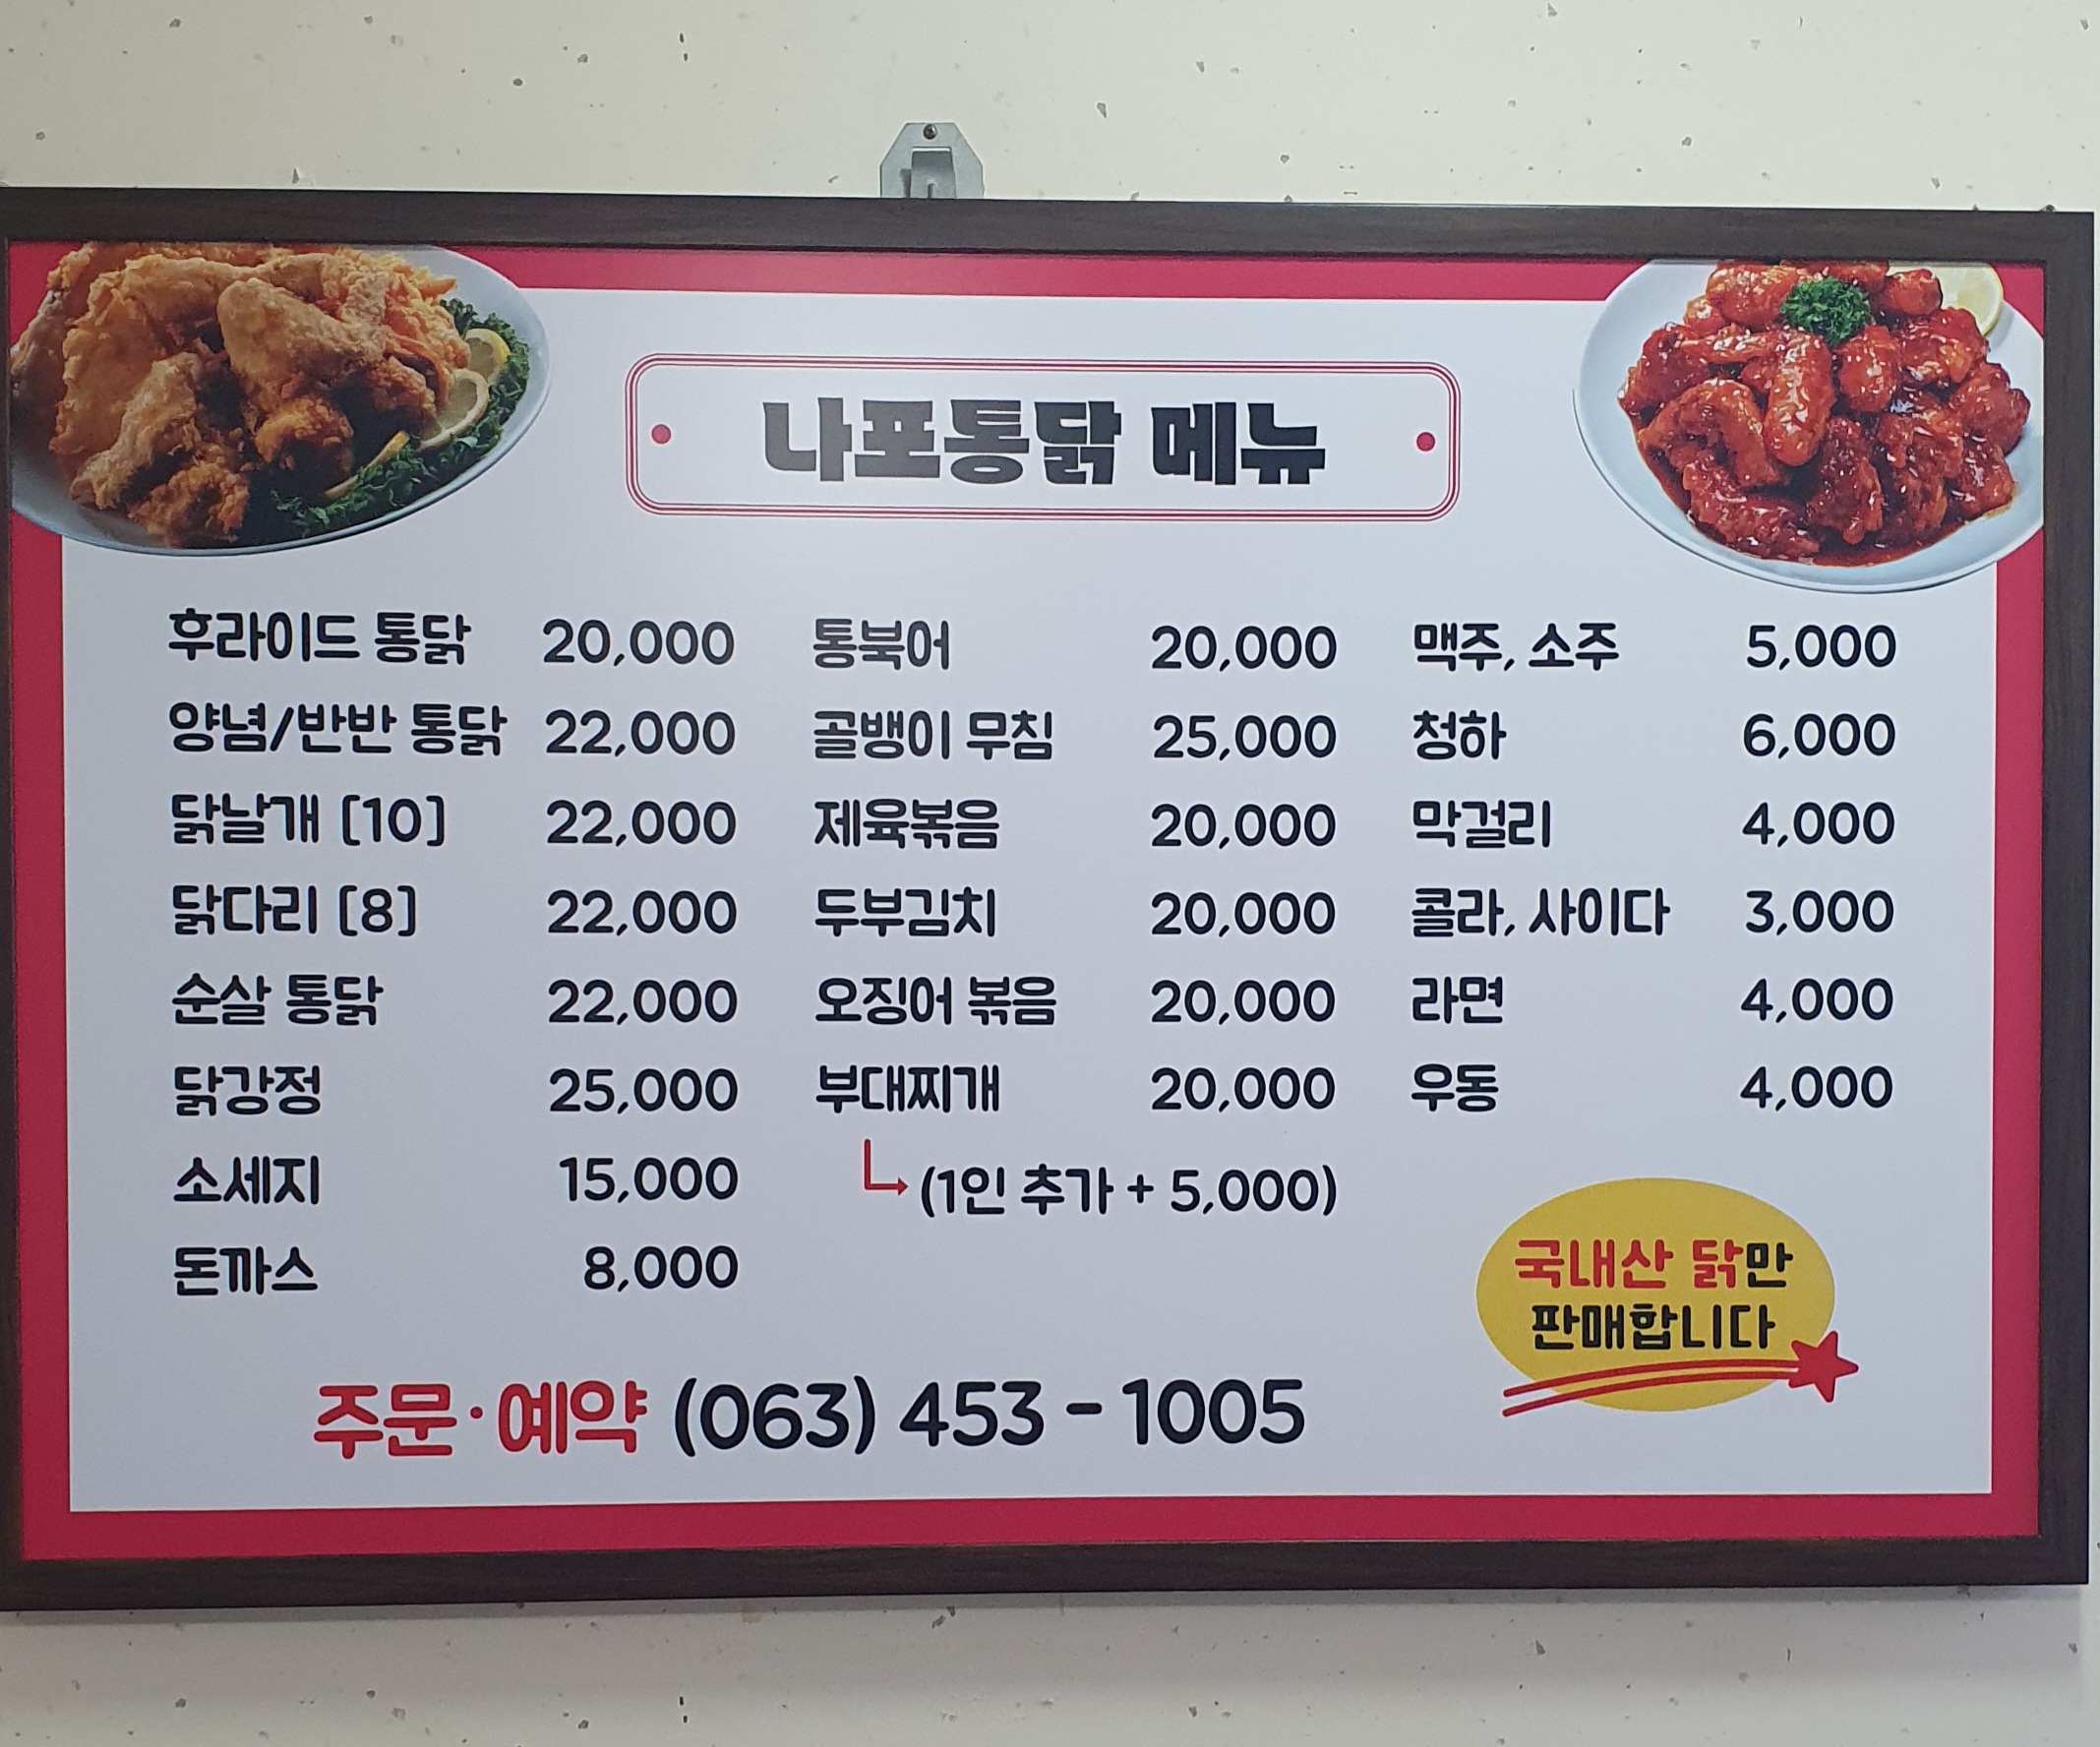 나포통닭 메뉴
후라이드 통닭 20,000
양념/반반 통닭 22,000
닭날개 [10] 22,000
닭다리 [8] 22,000
순살 통닭 22,000
닭강정 25,000
소세지 15,000
돈까스 8,000
통북어 20,000
골뱅이 무침 25,000
제육볶음 20,000
두부김치 20,000
오징어 볶음 20,000
부대찌개 20,000
(1인 추가 + 5,000)
맥주, 소주 5,000
청하 6,000
막걸리 4,000
콜라, 사이다 3,000
라면 4,000
우동 4,000
국내산 닭만
판매합니다
주문·예약 (063) 453-1005